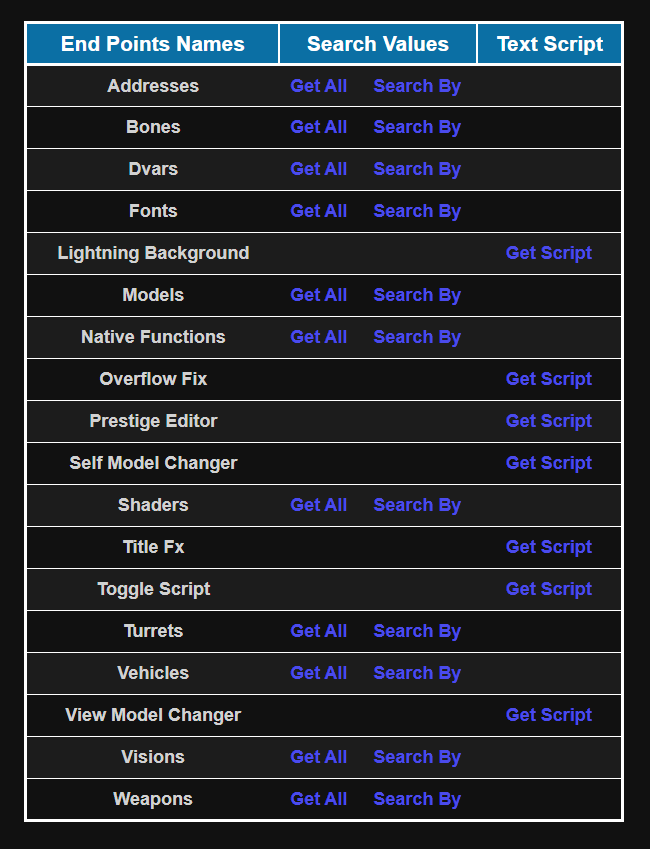 End Points Names Search Values Text Script
Addresses Get All Search By
Bones Get All Search By
Dvars Get All Search By
Fonts Get All Search By
Lightning Background Get Script
Models Get All Search By
Native Functions Get All Search By
Overflow Fix Get Script
Prestige Editor Get Script
Self Model Changer Get Script
Shaders Get All Search By
Title Fx Get Script
Toggle Script Get Script
Turrets Get All Search By
Vehicles Get All Search By
View Model Changer Get Script
Visions Get All Search By
Weapons Get All Search By